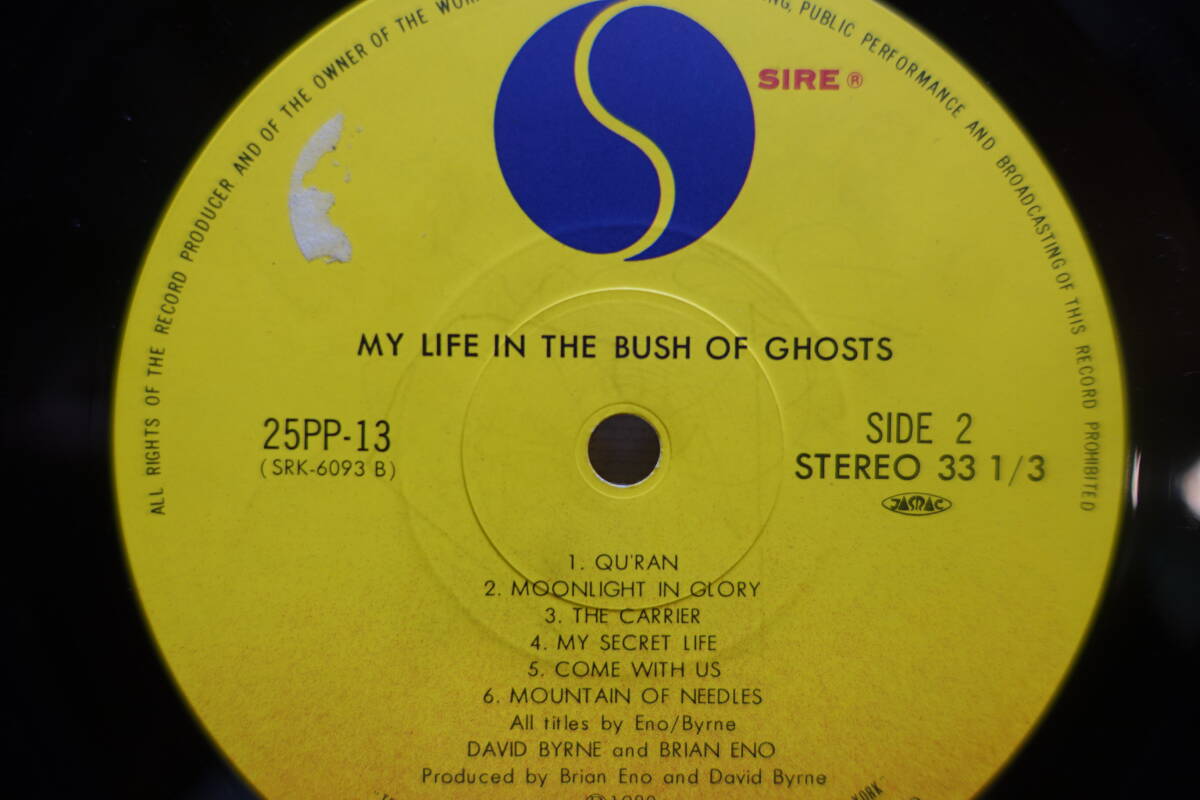 ALL RIGHTS OF THE RECORD PRODUCER AND OF THE OWNER OF THE
PUBLIC PERFORMANCE AND BROADCASTING OF THIS RECORD PROHIBITED
SIRE ®
MY LIFE IN THE BUSH OF GHOSTS
25PP-13
(SRK-6093 B)
SIDE 2
STEREO 33 1/3
JASRAC
1. QU'RAN
2. MOONLIGHT IN GLORY
3. THE CARRIER
4. MY SECRET LIFE
5. COME WITH US
6. MOUNTAIN OF NEEDLES
All titles by Eno/Byrne
DAVID BYRNE and BRIAN ENO
Produced by Brian Eno and David Byrne